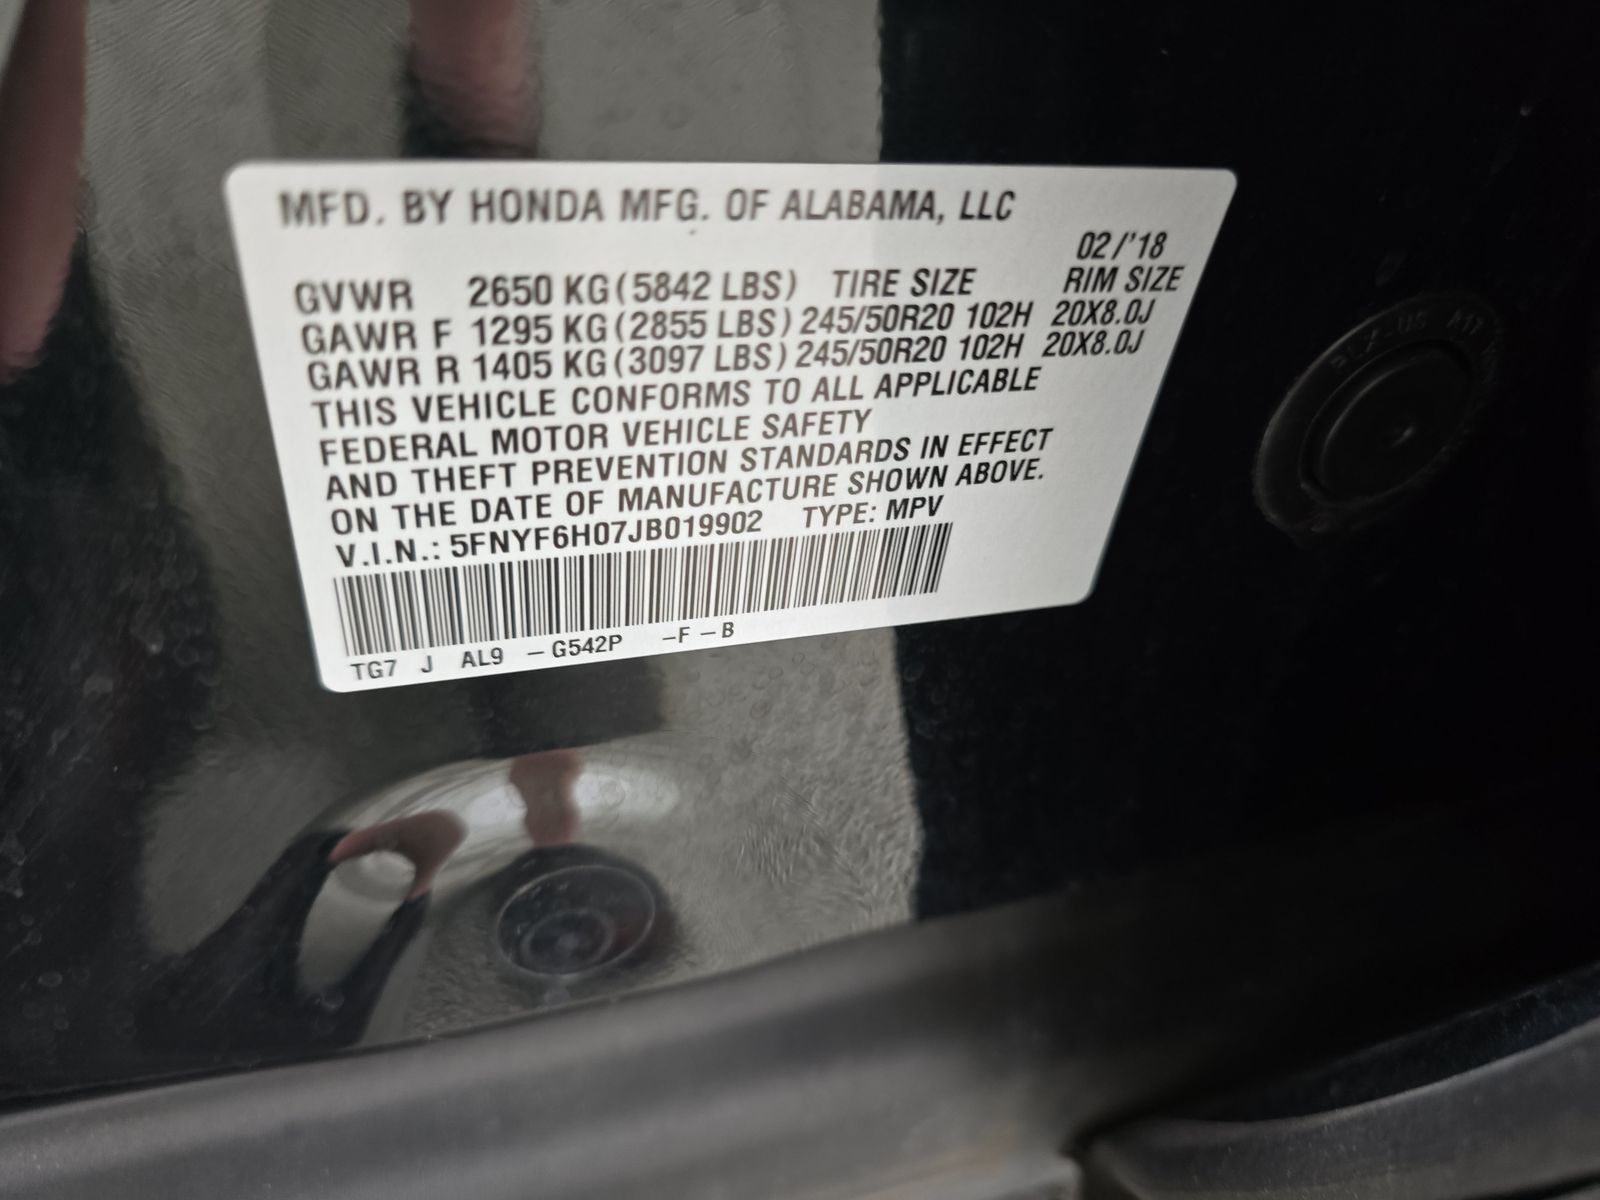 MFD. BY HONDA MFG. OF ALABAMA, LLC
02/'18
GVWR 2650 KG(5842 LBS) TIRE SIZE RIM SIZE
GAWR F 1295 KG(2855 LBS) 245/50R20 102H 20X8.0J
GAWR R 1405 KG(3097 LBS) 245/50R20 102H 20X8.0J
THIS VEHICLE CONFORMS TO ALL APPLICABLE
FEDERAL MOTOR VEHICLE SAFETY
AND THEFT PREVENTION STANDARDS IN EFFECT
ON THE DATE OF MANUFACTURE SHOWN ABOVE.
V.I.N.: 5FNYF6H07JB019902 TYPE: MPV
TG7 J AL9 –G542P –F –B